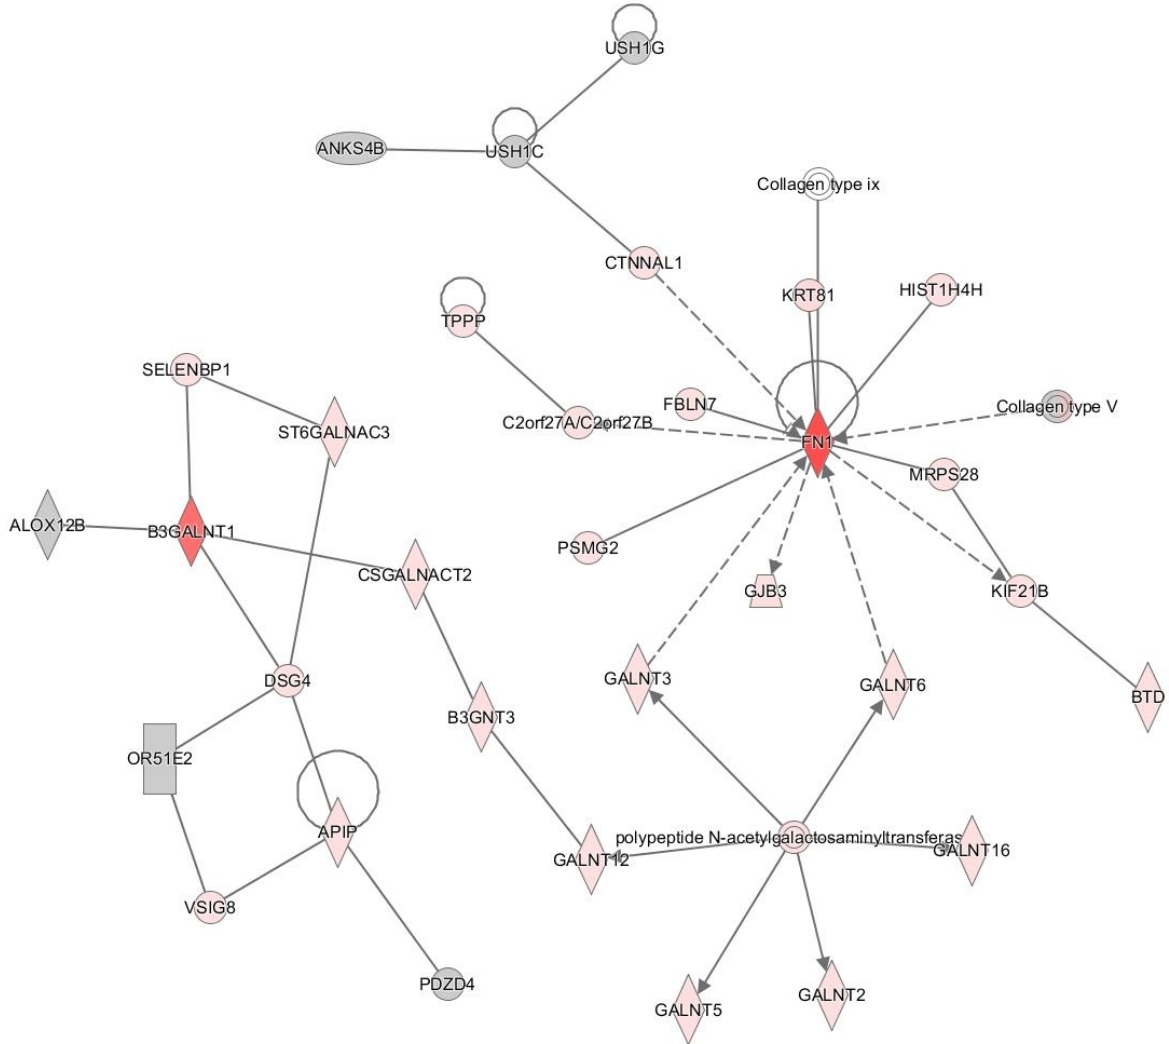 USH1G
ANKS4B
USH1C
Collagen type ix
CTNNAL1
KRT81
HIST1H4H
TPPP
SELENBP1
ST6GALNAC3
C2orf27A/C2orf27B
FBLN7
FN1
Collagen type V
MRPS28
ALOX12B
B3GALNT1
PSMG2
CSGALNACT2
GJB3
KIF21B
DSG4
GALNT3
GALNT6
BTD
B3GNT3
OR51E2
APIP
polypeptide N-acetylgalactosaminyltransferas
GALNT12
GALNT16
VSIG8
PDZD4
GALNT5
GALNT2